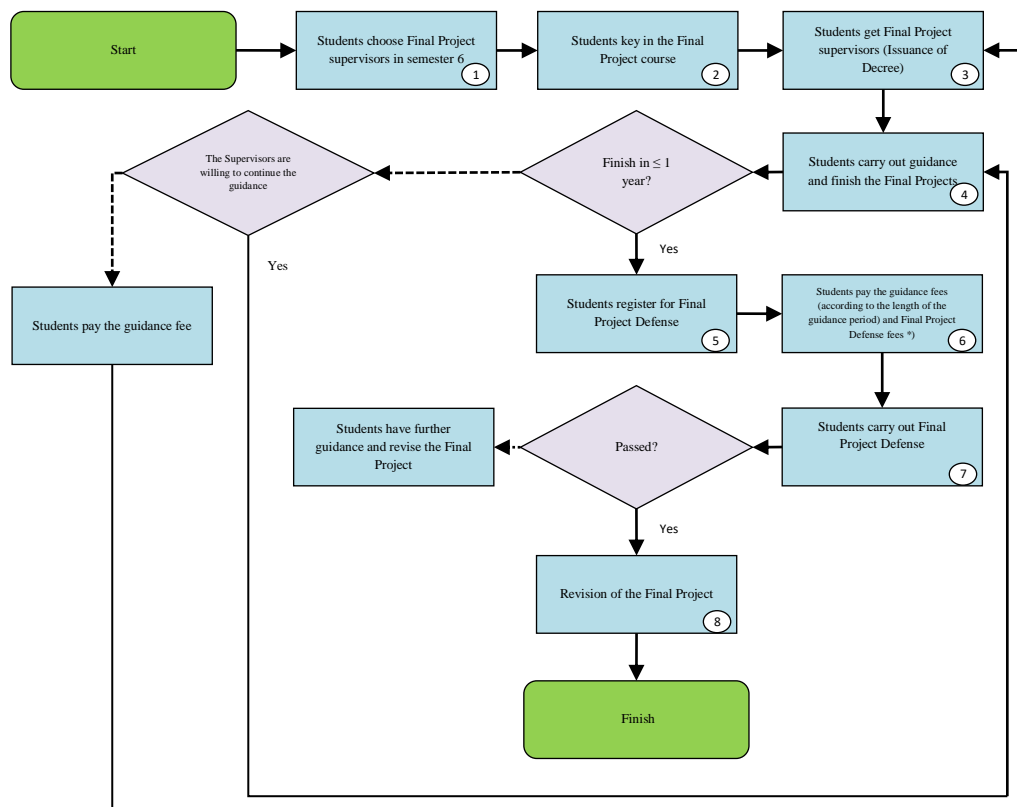 Start
Students choose Final Project
supervisors in semester 6
1
Students key in the Final
Project course
2
Students get Final Project
supervisors (Issuance of
Decree)
3
The Supervisors are
willing to continue the
guidance
Finish in ≤ 1
year?
Students carry out guidance
and finish the Final Projects
4
Yes
Yes
Students pay the guidance fee
Students register for Final
Project Defense
5
Students pay the guidance fees
(according to the length of the
guidance period) and Final Project
Defense fees *)
6
Students have further
guidance and revise the Final
Project
Passed?
Students carry out Final
Project Defense
7
Yes
Revision of the Final Project
8
Finish